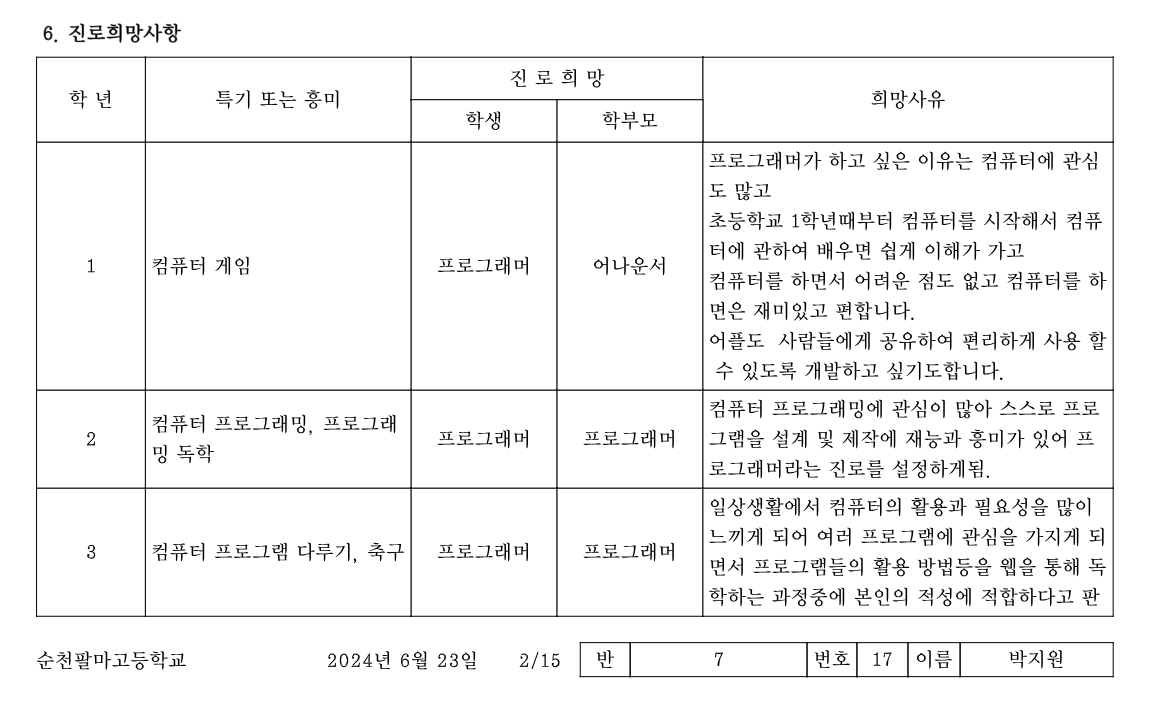 6. 진로희망사항
학 년
특기 또는 흥미
진 로 희 망
희망사유
학생
학부모
1
컴퓨터 게임
프로그래머
어나운서
프로그래머가 하고 싶은 이유는 컴퓨터에 관심
도 많고
초등학교 1학년때부터 컴퓨터를 시작해서 컴퓨
터에 관하여 배우면 쉽게 이해가 가고
컴퓨터를 하면서 어려운 점도 없고 컴퓨터를 하
면은 재미있고 편합니다.
어플도 사람들에게 공유하여 편리하게 사용 할
수 있도록 개발하고 싶기도합니다.
2
컴퓨터 프로그래밍, 프로그래
밍 독학
프로그래머
프로그래머
컴퓨터 프로그래밍에 관심이 많아 스스로 프로
그램을 설계 및 제작에 재능과 흥미가 있어 프
로그래머라는 진로를 설정하게됨.
3
컴퓨터 프로그램 다루기, 축구
프로그래머
프로그래머
일상생활에서 컴퓨터의 활용과 필요성을 많이
느끼게 되어 여러 프로그램에 관심을 가지게 되
면서 프로그램들의 활용 방법등을 웹을 통해 독
학하는 과정중에 본인의 적성에 적합하다고 판
순천팔마고등학교
2024년 6월 23일
2/15
반
7
번호
17
이름
박지원